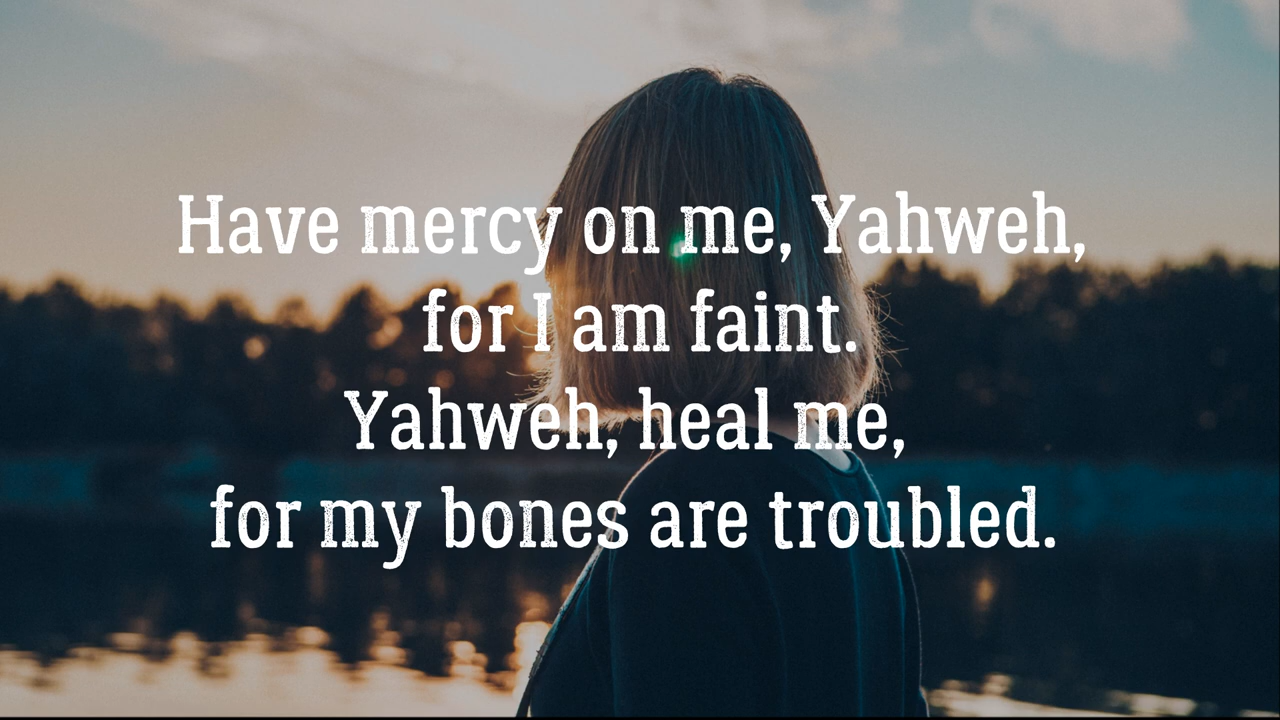 Have mercy on me, Yahweh,
for I am faint.
Yahweh, heal me,
for my bones are troubled.